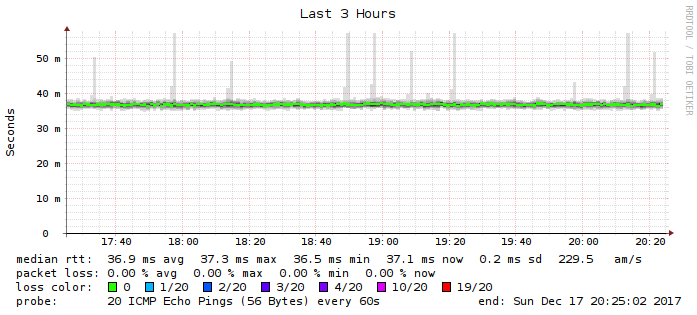 Last 3 Hours
RRDTOOL / TOBI OETIKER
Seconds
50 m
40 m
30 m
20 m
10 m
0
17:40 18:00 18:20 18:40 19:00 19:20 19:40 20:00 20:20
median rtt: 36.9 ms avg 37.3 ms max 36.5 ms min 37.1 ms now 0.2 ms sd 229.5 am/s
packet loss: 0.00 % avg 0.00 % max 0.00 % min 0.00 % now
loss color: 0 1/20 2/20 3/20 4/20 10/20 19/20
probe: 20 ICMP Echo Pings (56 Bytes) every 60s end: Sun Dec 17 20:25:02 2017